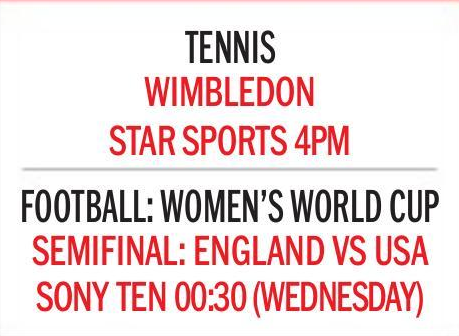 TENNIS
WIMBLEDON
STAR SPORTS 4PM
FOOTBALL: WOMEN'S WORLD CUP
SEMIFINAL: ENGLAND VS USA
SONY TEN 00:30 (WEDNESDAY)